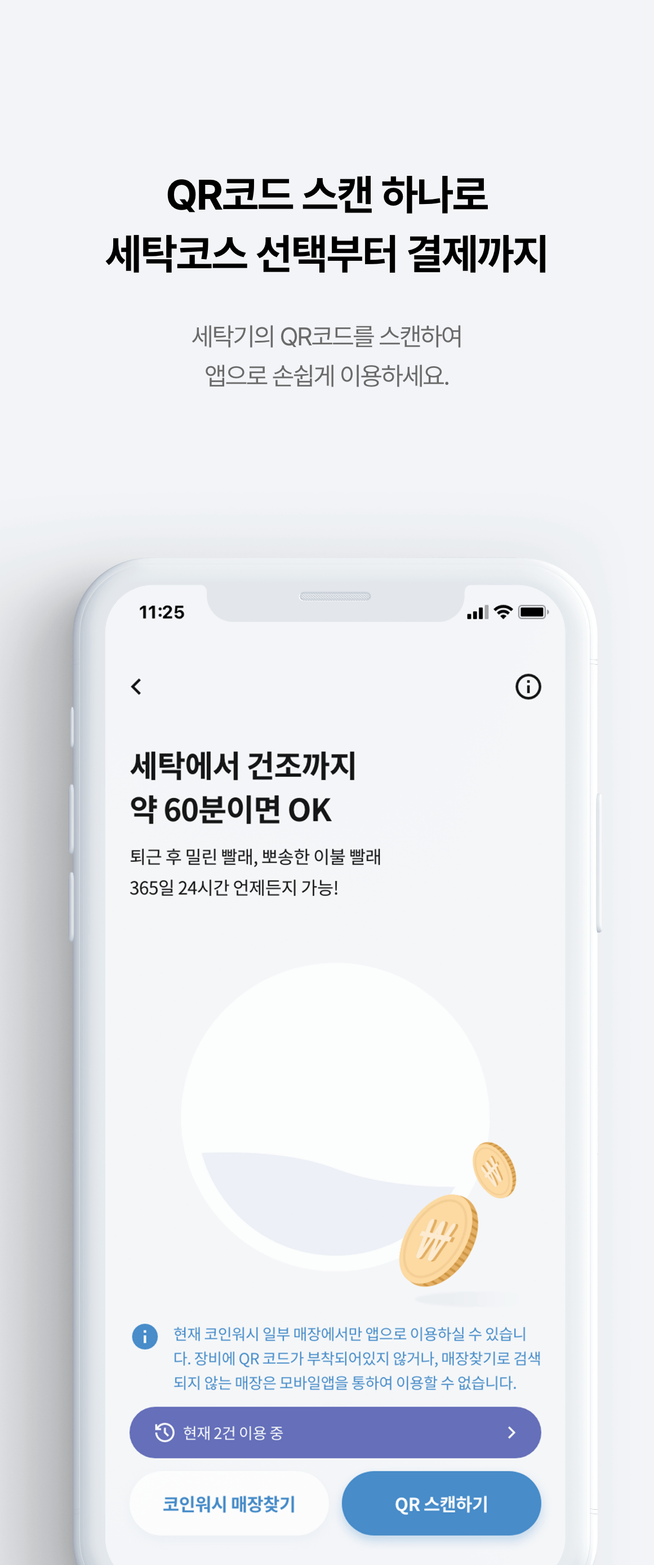 QR코드 스캔 하나로
세탁코스 선택부터 결제까지
세탁기의 QR코드를 스캔하여
앱으로 손쉽게 이용하세요.
11:25
세탁에서 건조까지
약 60분이면 OK
퇴근 후 밀린 빨래, 뽀송한 이불 빨래
365일 24시간 언제든지 가능!
현재 코인워시 일부 매장에서만 앱으로 이용하실 수 있습니
다. 장비에 QR 코드가 부착되어있지 않거나, 매장찾기로 검색
되지 않는 매장은 모바일앱을 통하여 이용할 수 없습니다.
현재 2건 이용 중
코인워시 매장찾기
QR 스캔하기